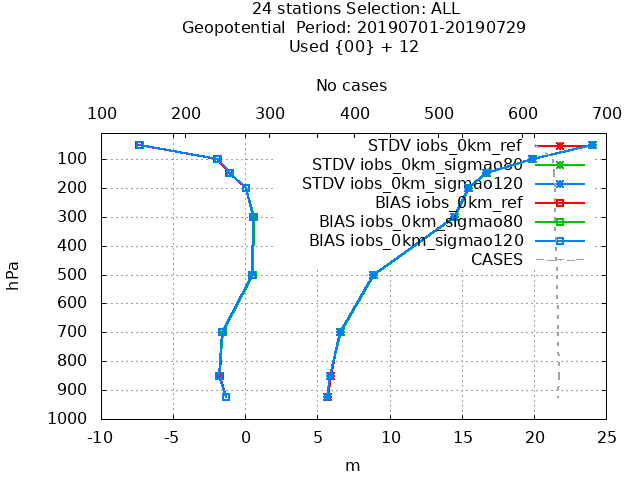 24 stations Selection: ALL
Geopotential  Period: 20190701-20190729
Used {00} + 12
No cases
100 200 300 400 500 600 700
STDV iobs_0km_ref
STDV iobs_0km_sigmao80
STDV iobs_0km_sigmao120
BIAS iobs_0km_ref
BIAS iobs_0km_sigmao80
BIAS iobs_0km_sigmao120
CASES
hPa
100
200
300
400
500
600
700
800
900
1000
-10 -5 0 5 10 15 20 25
m